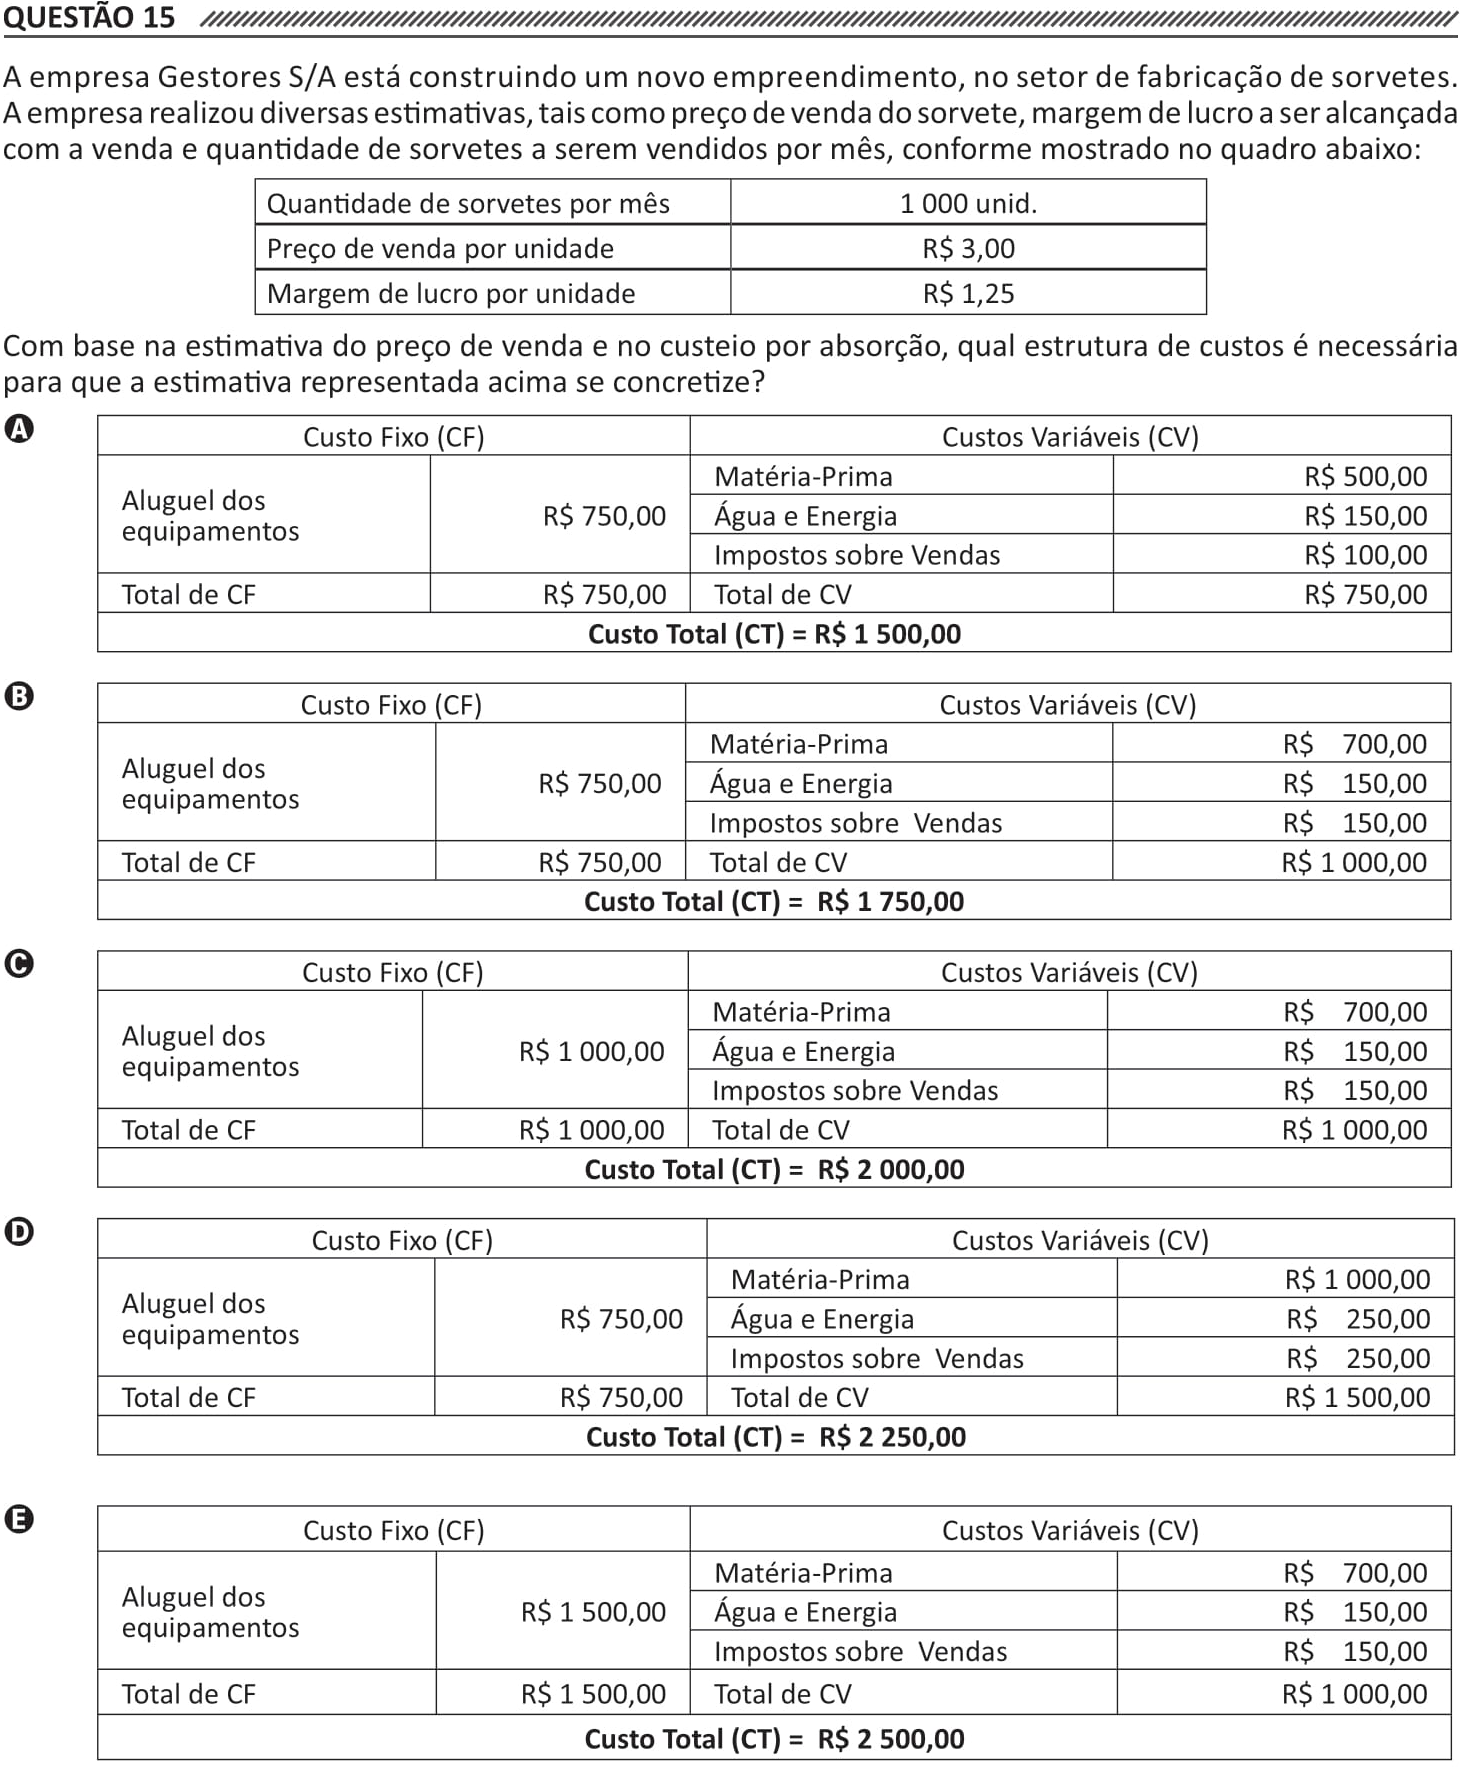 QUESTÃO 15
A empresa Gestores S/A está construindo um novo empreendimento, no setor de fabricação de sorvetes.
A empresa realizou diversas estimativas, tais como preço de venda do sorvete, margem de lucro a ser alcançada
com a venda e quantidade de sorvetes a serem vendidos por mês, conforme mostrado no quadro abaixo:
Quantidade de sorvetes por mês 1 000 unid.
Preço de venda por unidade R$ 3,00
Margem de lucro por unidade R$ 1,25
Com base na estimativa do preço de venda e no custeio por absorção, qual estrutura de custos é necessária
para que a estimativa representada acima se concretize?
A
Custo Fixo (CF) Custos Variáveis (CV)
Aluguel dos
equipamentos
R$ 750,00
Matéria-Prima R$ 500,00
Água e Energia R$ 150,00
Impostos sobre Vendas R$ 100,00
Total de CF R$ 750,00 Total de CV R$ 750,00
Custo Total (CT) = R$ 1 500,00
B
Custo Fixo (CF) Custos Variáveis (CV)
Aluguel dos
equipamentos
R$ 750,00
Matéria-Prima R$ 700,00
Água e Energia R$ 150,00
Impostos sobre Vendas R$ 150,00
Total de CF R$ 750,00 Total de CV R$ 1 000,00
Custo Total (CT) = R$ 1 750,00
C
Custo Fixo (CF) Custos Variáveis (CV)
Aluguel dos
equipamentos
R$ 1 000,00
Matéria-Prima R$ 700,00
Água e Energia R$ 150,00
Impostos sobre Vendas R$ 150,00
Total de CF R$ 1 000,00 Total de CV R$ 1 000,00
Custo Total (CT) = R$ 2 000,00
D
Custo Fixo (CF) Custos Variáveis (CV)
Aluguel dos
equipamentos
R$ 750,00
Matéria-Prima R$ 1 000,00
Água e Energia R$ 250,00
Impostos sobre Vendas R$ 250,00
Total de CF R$ 750,00 Total de CV R$ 1 500,00
Custo Total (CT) = R$ 2 250,00
E
Custo Fixo (CF) Custos Variáveis (CV)
Aluguel dos
equipamentos
R$ 1 500,00
Matéria-Prima R$ 700,00
Água e Energia R$ 150,00
Impostos sobre Vendas R$ 150,00
Total de CF R$ 1 500,00 Total de CV R$ 1 000,00
Custo Total (CT) = R$ 2 500,00